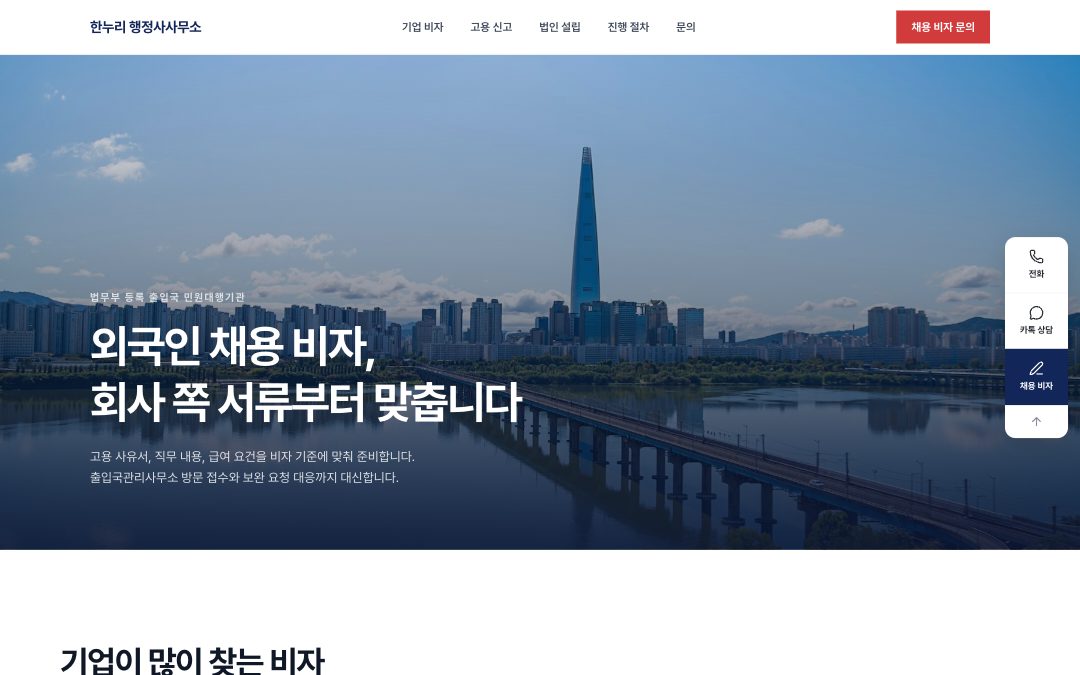 한누리 행정사사무소
기업 비자
고용 신고
법인 설립
진행 절차
문의
채용 비자 문의
법무부 등록 출입국 민원대행기관
외국인 채용 비자,
회사 쪽 서류부터 맞춥니다
고용 사유서, 직무 내용, 급여 요건을 비자 기준에 맞춰 준비합니다.
출입국관리사무소 방문 접수와 보완 요청 대응까지 대신합니다.
전화
카톡 상담
채용 비자
기업이 많이 찾는 비자